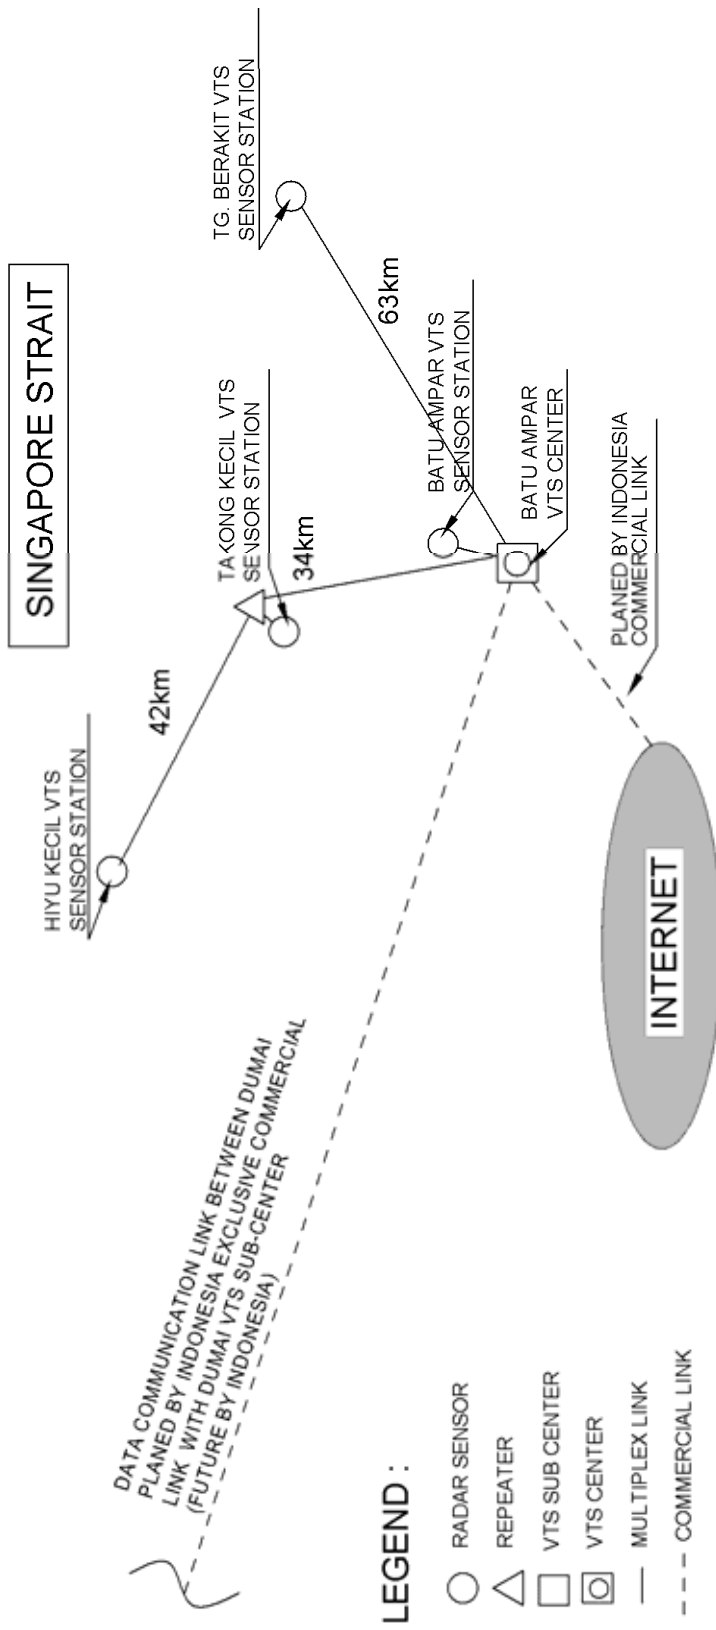 SINGAPORE STRAIT
HIYU KECIL VTS
SENSOR STATION
42km
TAKONG KECIL VTS
SENSOR STATION
34km
TG. BERAKIT VTS
SENSOR STATION
63km
BATU AMPAR VTS
SENSOR STATION
BATU AMPAR
VTS CENTER
PLANED BY INDONESIA
COMMERCIAL LINK
INTERNET
DATA COMMUNICATION LINK BETWEEN DUMAI
PLANED BY INDONESIA EXCLUSIVE COMMERCIAL
LINK WITH DUMAI VTS SUB-CENTER
(FUTURE BY INDONESIA)
LEGEND :
RADAR SENSOR
REPEATER
VTS SUB CENTER
VTS CENTER
MULTIPLEX LINK
COMMERCIAL LINK